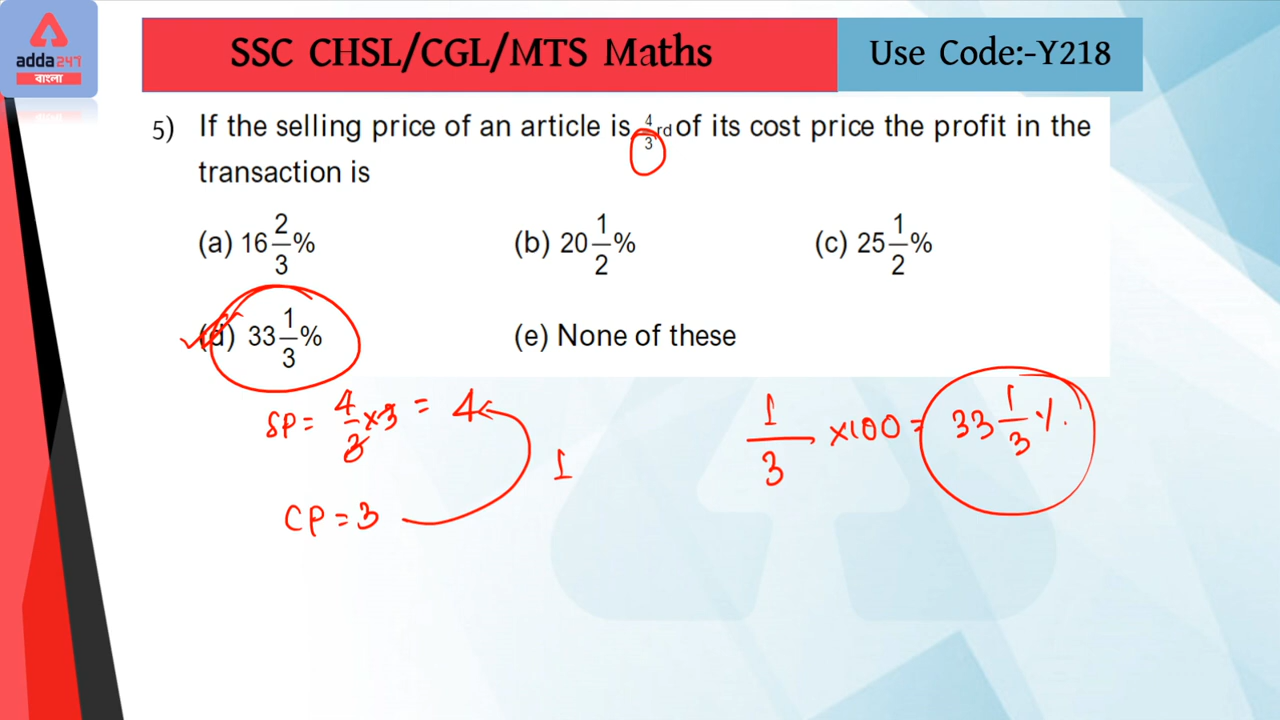 adda247
বাংলা
SSC CHSL/CGL/MTS Maths
Use Code:-Y218
5) If the selling price of an article is 4/3 rd of its cost price the profit in the
transaction is
(a) 16 2/3 % (b) 20 1/2 % (c) 25 1/2 %
(d) 33 1/3 % (e) None of these
SP = 4/3 x 3 = 4
1
CP = 3
1/3 x 100 = 33 1/3 %.